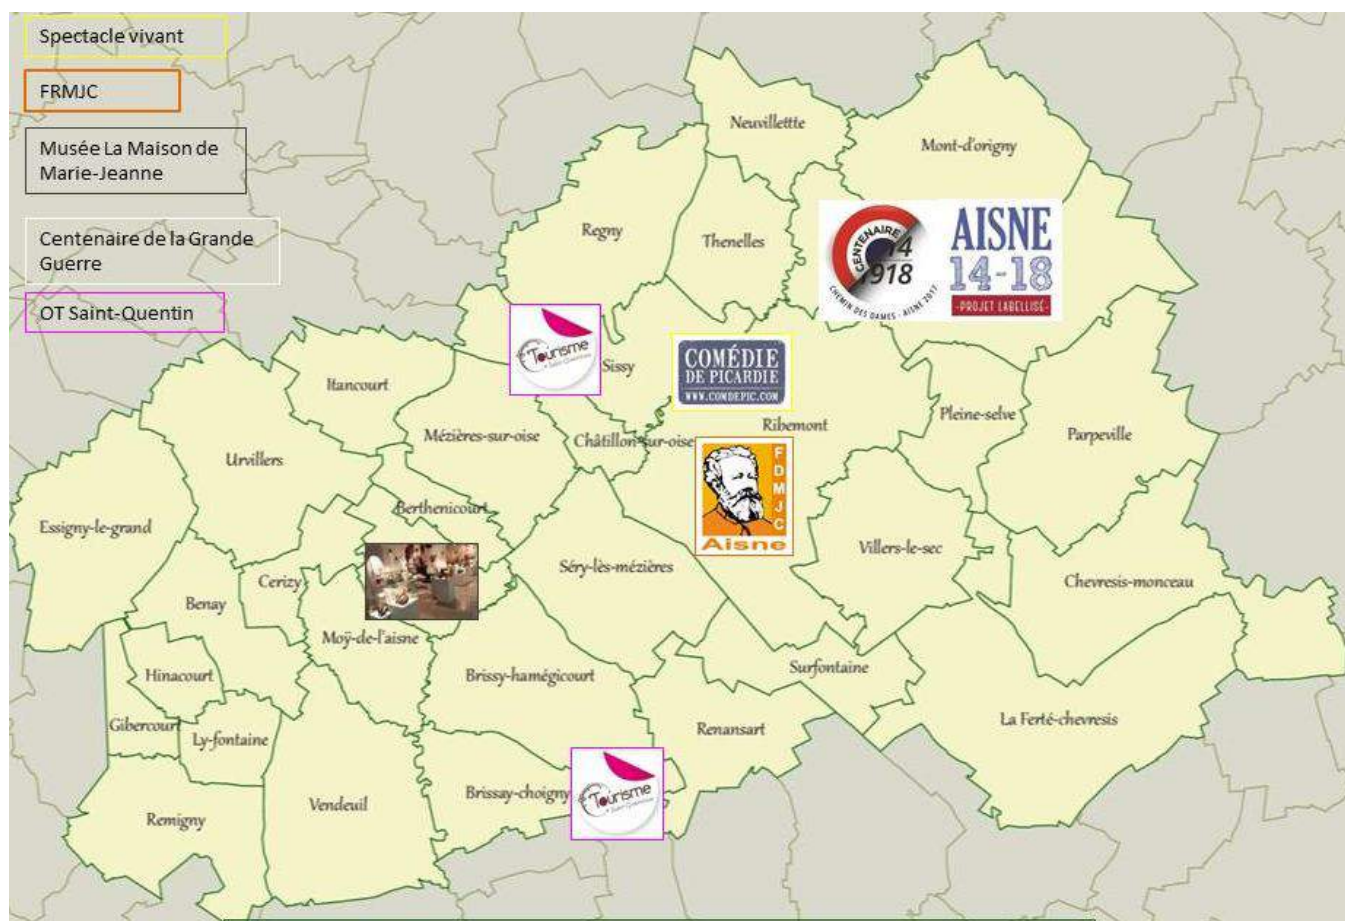 Spectacle vivant
FRMJC
Musée La Maison de
Marie-Jeanne
Centenaire de la Grande
Guerre
OT Saint-Quentin
Neuvillettte
Mont-d'origny
Regny
Thenelles
CENTENAIRE
14
1918
CHEMIN DES DAMES - AISNE 2017
AISNE
14-18
-PROJET LABELLISÉ-
Tourisme
Sissy
COMÉDIE
DE PICARDIE
WWW.COMDEPIC.COM
Itancourt
Mézières-sur-oise
Châtillon-sur-oise
Ribemont
Pleine-selve
Parpeville
Urvillers
FDMJC
Aisne
Essigny-le-grand
Berthenicourt
Villers-le-sec
Séry-lès-mézières
Chevresis-monceau
Cerizy
Benay
Moÿ-de-l'aisne
Hinacourt
Brissy-hamégicourt
Surfontaine
Gibercourt
Ly-fontaine
Renansart
La Ferté-chevresis
Vendeuil
Brissay-choigny
Tourisme
Remigny